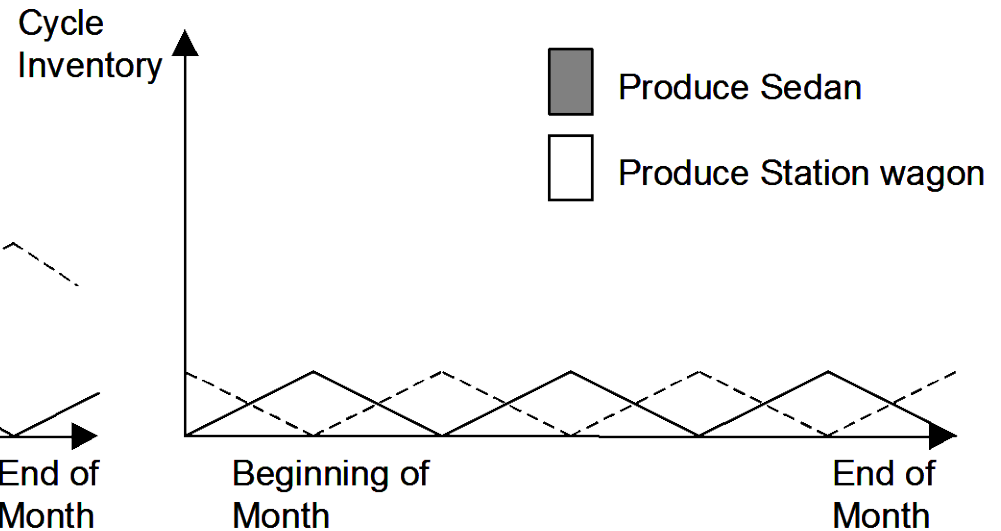 Cycle
Inventory
Produce Sedan
Produce Station wagon
End of
Month
Beginning of
Month
End of
Month